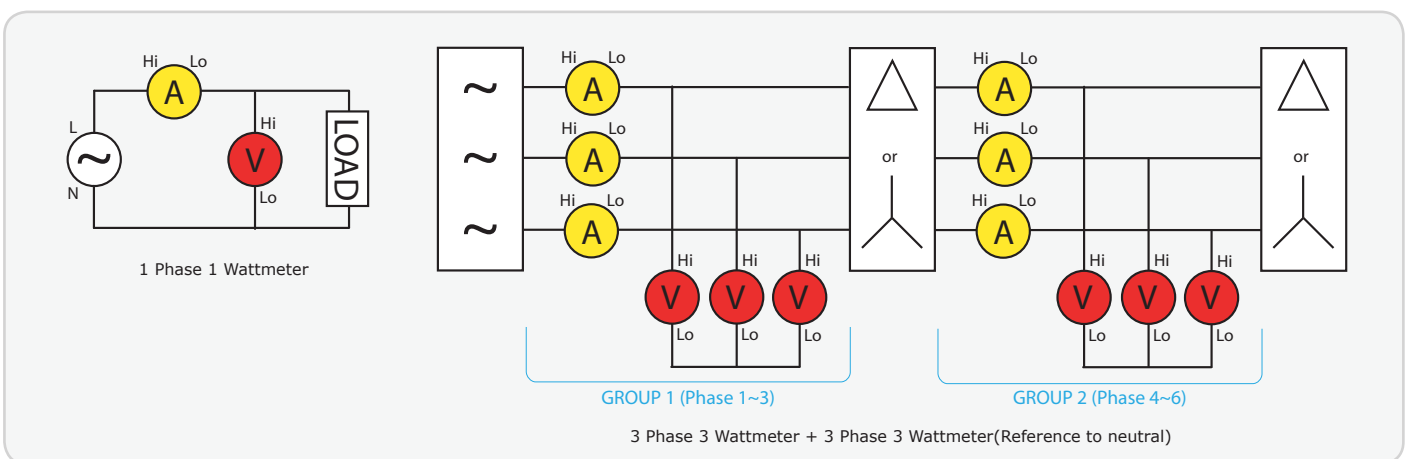 Hi Lo
A
L
N
Hi
V
Lo
LOAD
1 Phase 1 Wattmeter
~
~
~
~
Hi Lo
A
Hi Lo
A
Hi Lo
A
Hi Hi Hi
V V V
Lo Lo Lo
or
GROUP 1 (Phase 1~3)
Hi Lo
A
Hi Lo
A
Hi Lo
A
Hi Hi Hi
V V V
Lo Lo Lo
or
GROUP 2 (Phase 4~6)
3 Phase 3 Wattmeter + 3 Phase 3 Wattmeter(Reference to neutral)